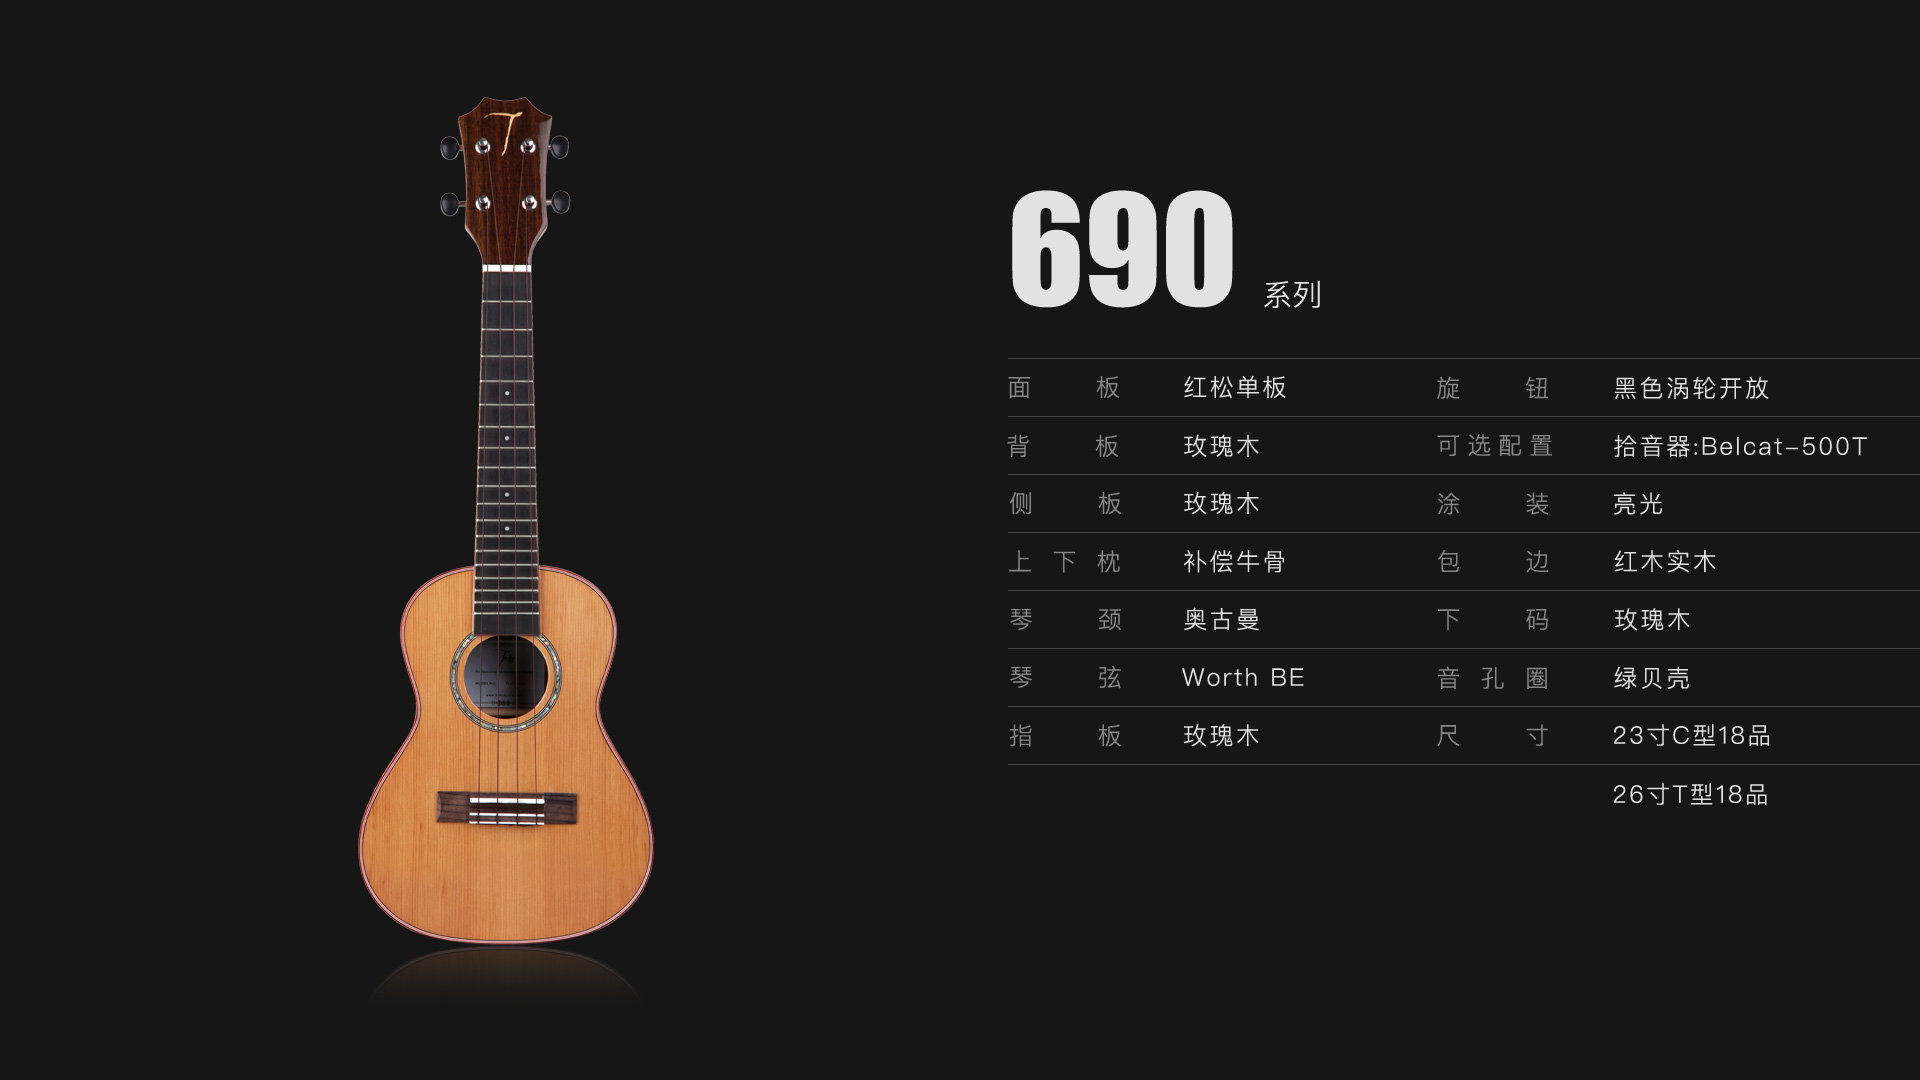 T
690 系列
面板 红松单板 旋钮 黑色涡轮开放
背板 玫瑰木 可选配置 拾音器:Belcat-500T
侧板 玫瑰木 涂装 亮光
上下枕 补偿牛骨 包边 红木实木
琴颈 奥古曼 下码 玫瑰木
琴弦 Worth BE 音孔圈 绿贝壳
指板 玫瑰木 尺寸 23寸C型18品
26寸T型18品